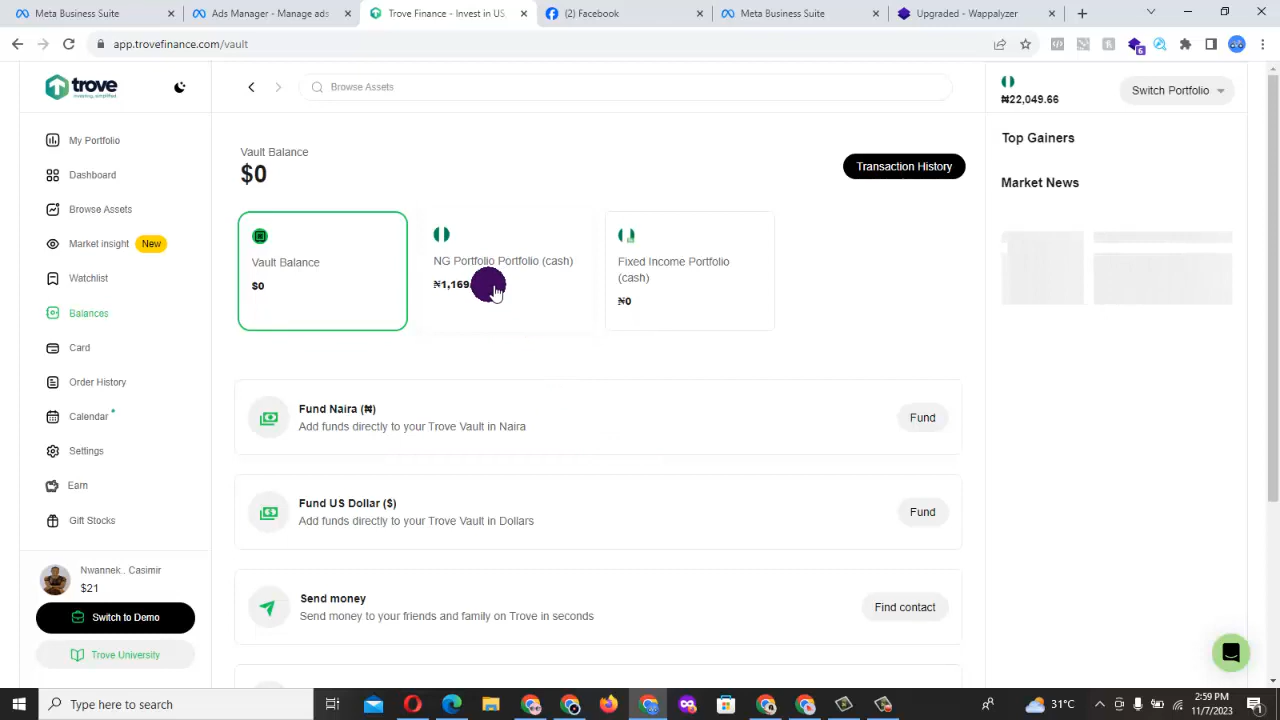 Meta Business Suite
Ads Manager - Manage ads
Trove Finance - Invest in US
(2) Facebook
Meta Business Suite
Upgraded - Wappalyzer
app.trovefinance.com/vault
6
trove
Browse Assets
₦22,049.66
Switch Portfolio
My Portfolio
Dashboard
Browse Assets
Market insight New
Watchlist
Balances
Card
Order History
Calendar
Settings
Earn
Gift Stocks
Nwannek.. Casimir
$21
Switch to Demo
Trove University
Vault Balance
$0
Transaction History
Vault Balance
$0
NG Portfolio Portfolio (cash)
₦1,169
Fixed Income Portfolio
(cash)
₦0
Fund Naira (₦)
Add funds directly to your Trove Vault in Naira
Fund
Fund US Dollar ($)
Add funds directly to your Trove Vault in Dollars
Fund
Send money
Send money to your friends and family on Trove in seconds
Find contact
Top Gainers
Market News
Type here to search
31°C
2:59 PM
11/7/2023